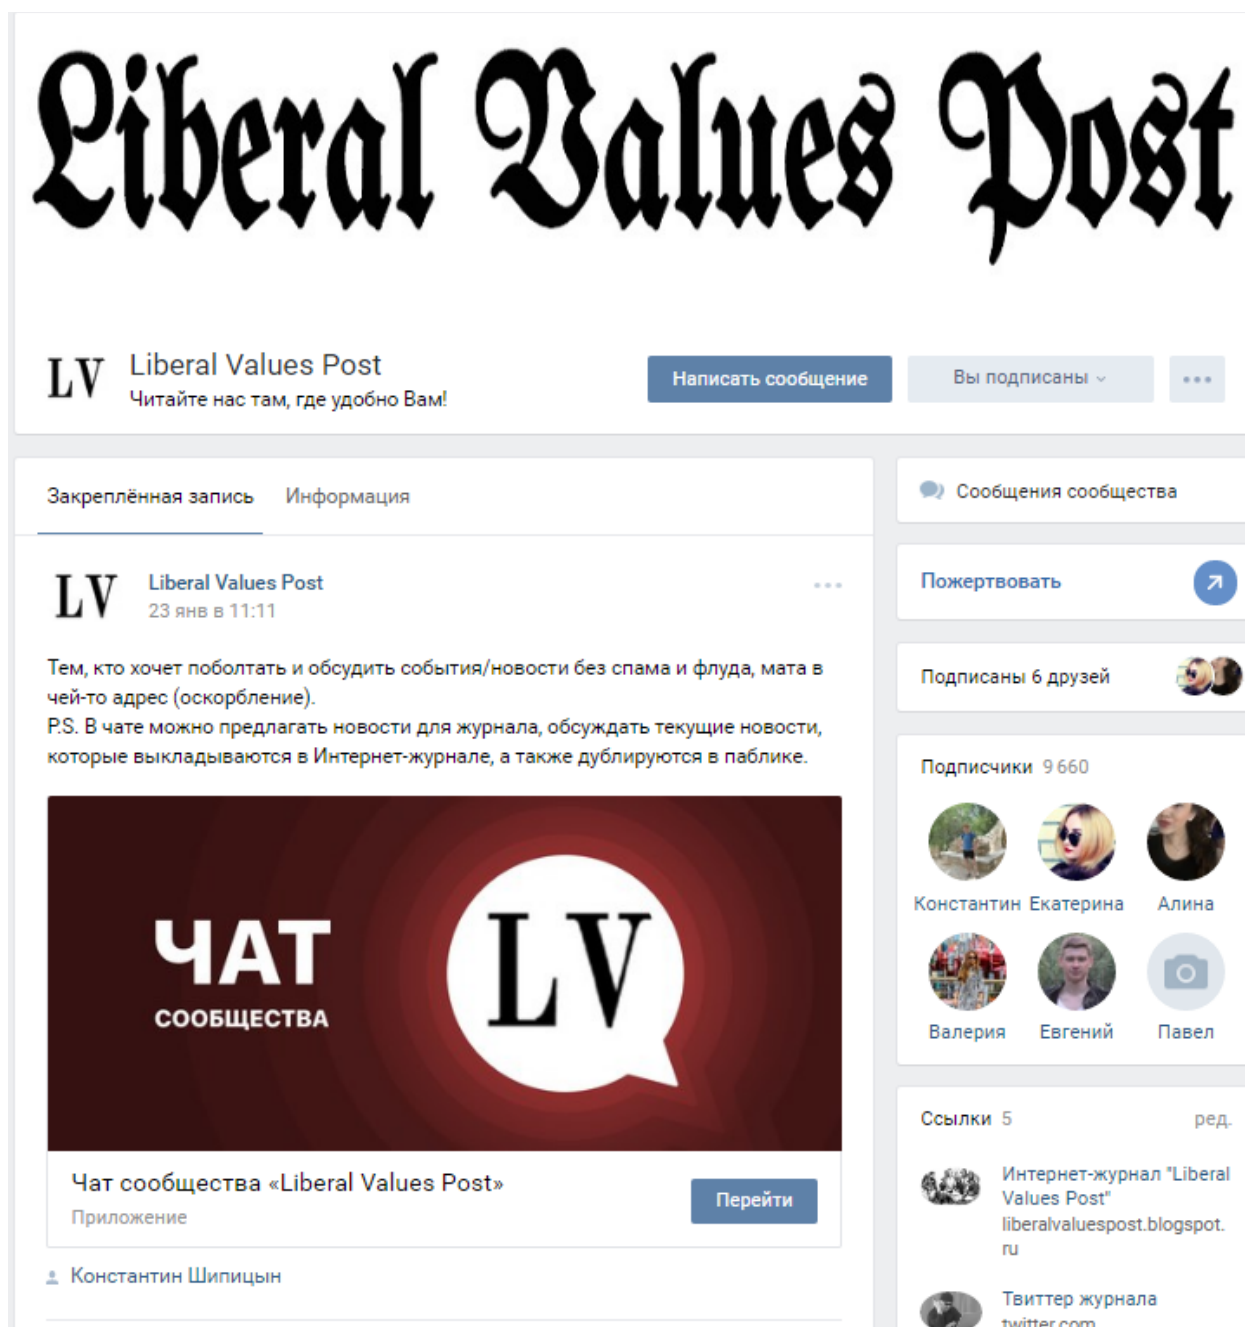 Liberal Values Post
LV
Liberal Values Post
Читайте нас там, где удобно Вам!
Написать сообщение
Вы подписаны
Закреплённая запись
Информация
LV
Liberal Values Post
23 янв в 11:11
Тем, кто хочет поболтать и обсудить события/новости без спама и флуда, мата в
чей-то адрес (оскорбление).
P.S. В чате можно предлагать новости для журнала, обсуждать текущие новости,
которые выкладываются в Интернет-журнале, а также дублируются в паблике.
ЧАТ
СООБЩЕСТВА
LV
Чат сообщества «Liberal Values Post»
Приложение
Перейти
Константин Шипицын
Сообщения сообщества
Пожертвовать
Подписаны 6 друзей
Подписчики 9 660
Константин Екатерина Алина
Валерия Евгений Павел
Ссылки 5 ред.
Интернет-журнал "Liberal
Values Post"
liberalvaluespost.blogspot.
ru
Твиттер журнала
twitter.com